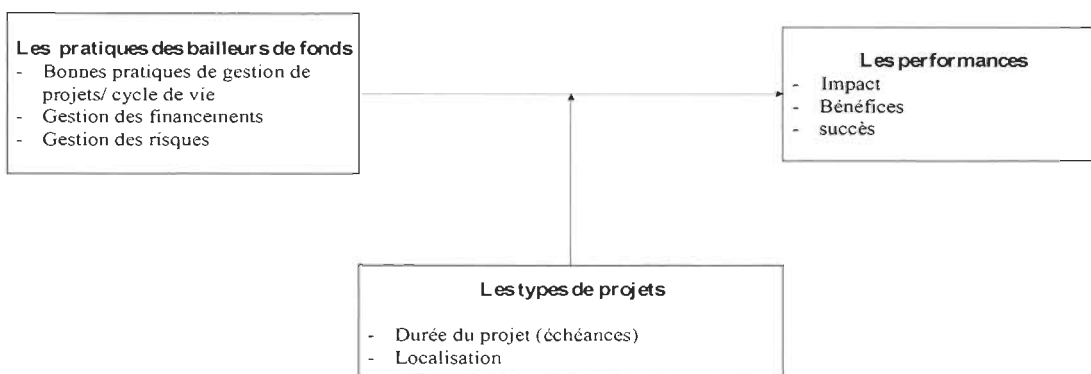 Les pratiques des bailleurs de fonds
- Bonnes pratiques de gestion de
projets/ cycle de vie
- Gestion des financements
- Gestion des risques
Les performances
- Impact
- Bénéfices
- succès
Les types de projets
- Durée du projet (échéances)
- Localisation